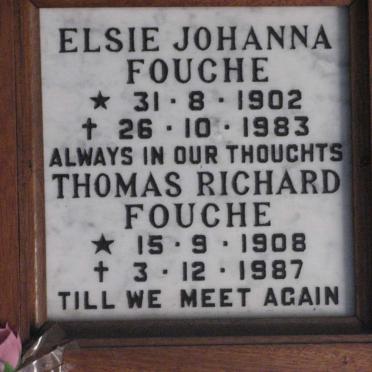 ELSIE JOHANNA
FOUCHE
★ 31·8·1902
✝ 26·10·1983
ALWAYS IN OUR THOUCHTS
THOMAS RICHARD
FOUCHE
★ 15·9·1908
✝ 3·12·1987
TILL WE MEET AGAIN